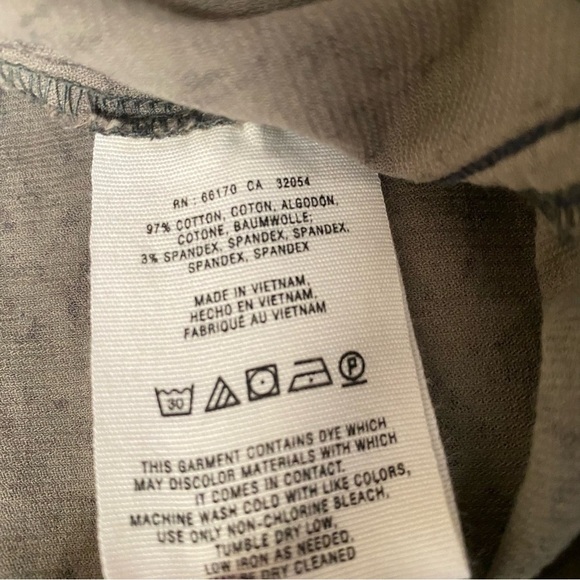 RN : 66170 CA 32054
97% COTTON, COTON, ALGODÓN,
COTONE, BAUMWOLLE;
3% SPANDEX, SPANDEX, SPANDEX,
SPANDEX, SPANDEX
MADE IN VIETNAM,
HECHO EN VIETNAM,
FABRIQUÉ AU VIETNAM
30
P
THIS GARMENT CONTAINS DYE WHICH
MAY DISCOLOR MATERIALS WITH WHICH
IT COMES IN CONTACT.
MACHINE WASH COLD WITH LIKE COLORS,
USE ONLY NON-CHLORINE BLEACH,
TUMBLE DRY LOW,
LOW IRON AS NEEDED,
BE DRY CLEANED